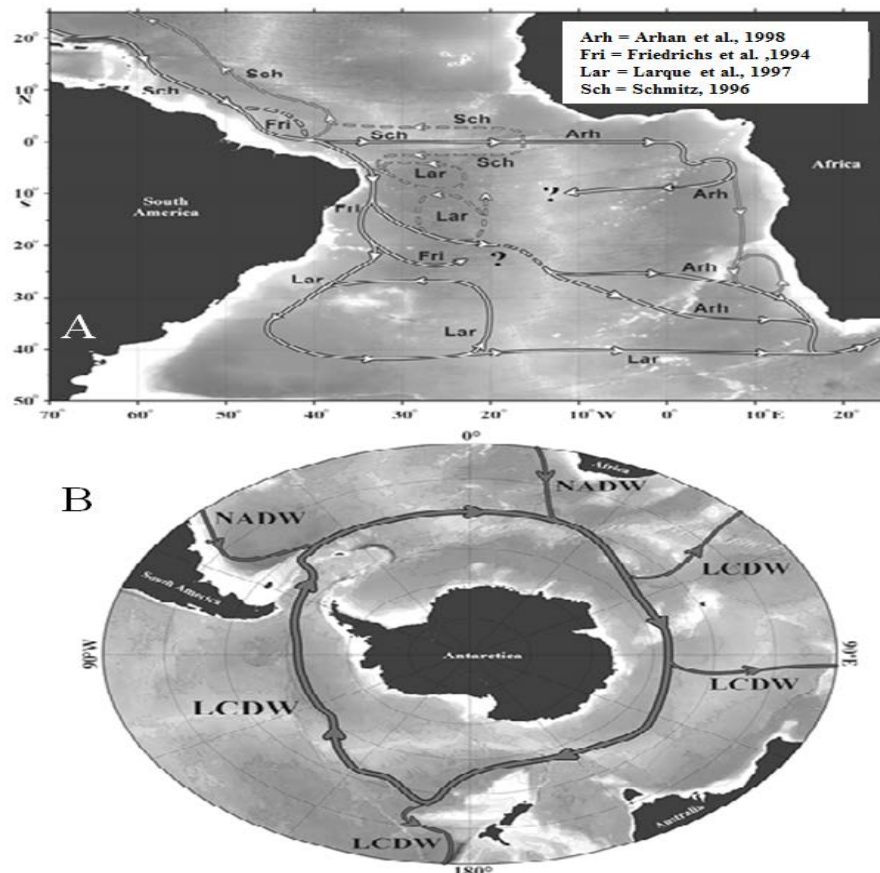 Arh = Arhan et al., 1998
Fri = Friedrichs et al. ,1994
Lar = Larque et al., 1997
Sch = Schmitz, 1996
20°
10°
N
0°
S
10°
20°
30°
40°
50°
70°
60°
50°
40°
30°
20°
10°W
0°
10°E
20°
Sch
Sch
Sch
Fri
Sch
Sch
Sch
Arh
Lar
Lar
Arh
Fri
Fri
Lar
Lar
Lar
Arh
Arh
?
?
South
America
Africa
A
B
0°
NADW
NADW
Africa
South America
LCDW
90°W
90°E
Antarctica
LCDW
LCDW
LCDW
Australia
180°